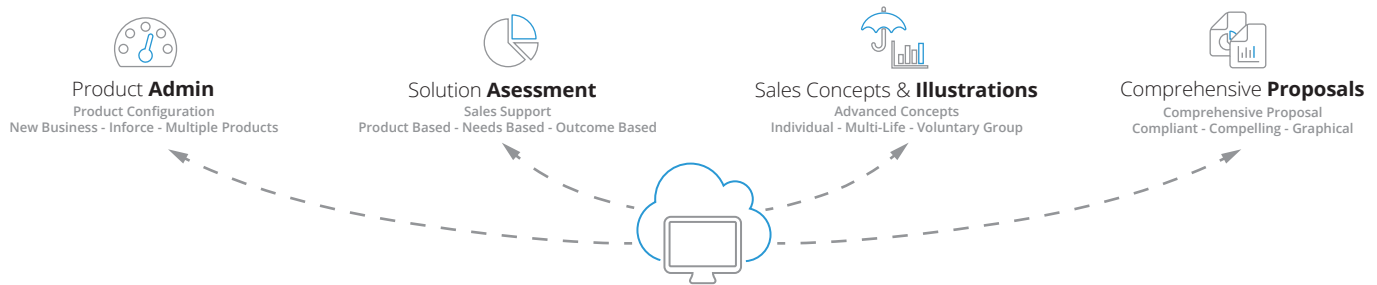 Product Admin
Product Configuration
New Business - Inforce - Multiple Products
Solution Asessment
Sales Support
Product Based - Needs Based - Outcome Based
Sales Concepts & Illustrations
Advanced Concepts
Individual - Multi-Life - Voluntary Group
Comprehensive Proposals
Comprehensive Proposal
Compliant - Compelling - Graphical